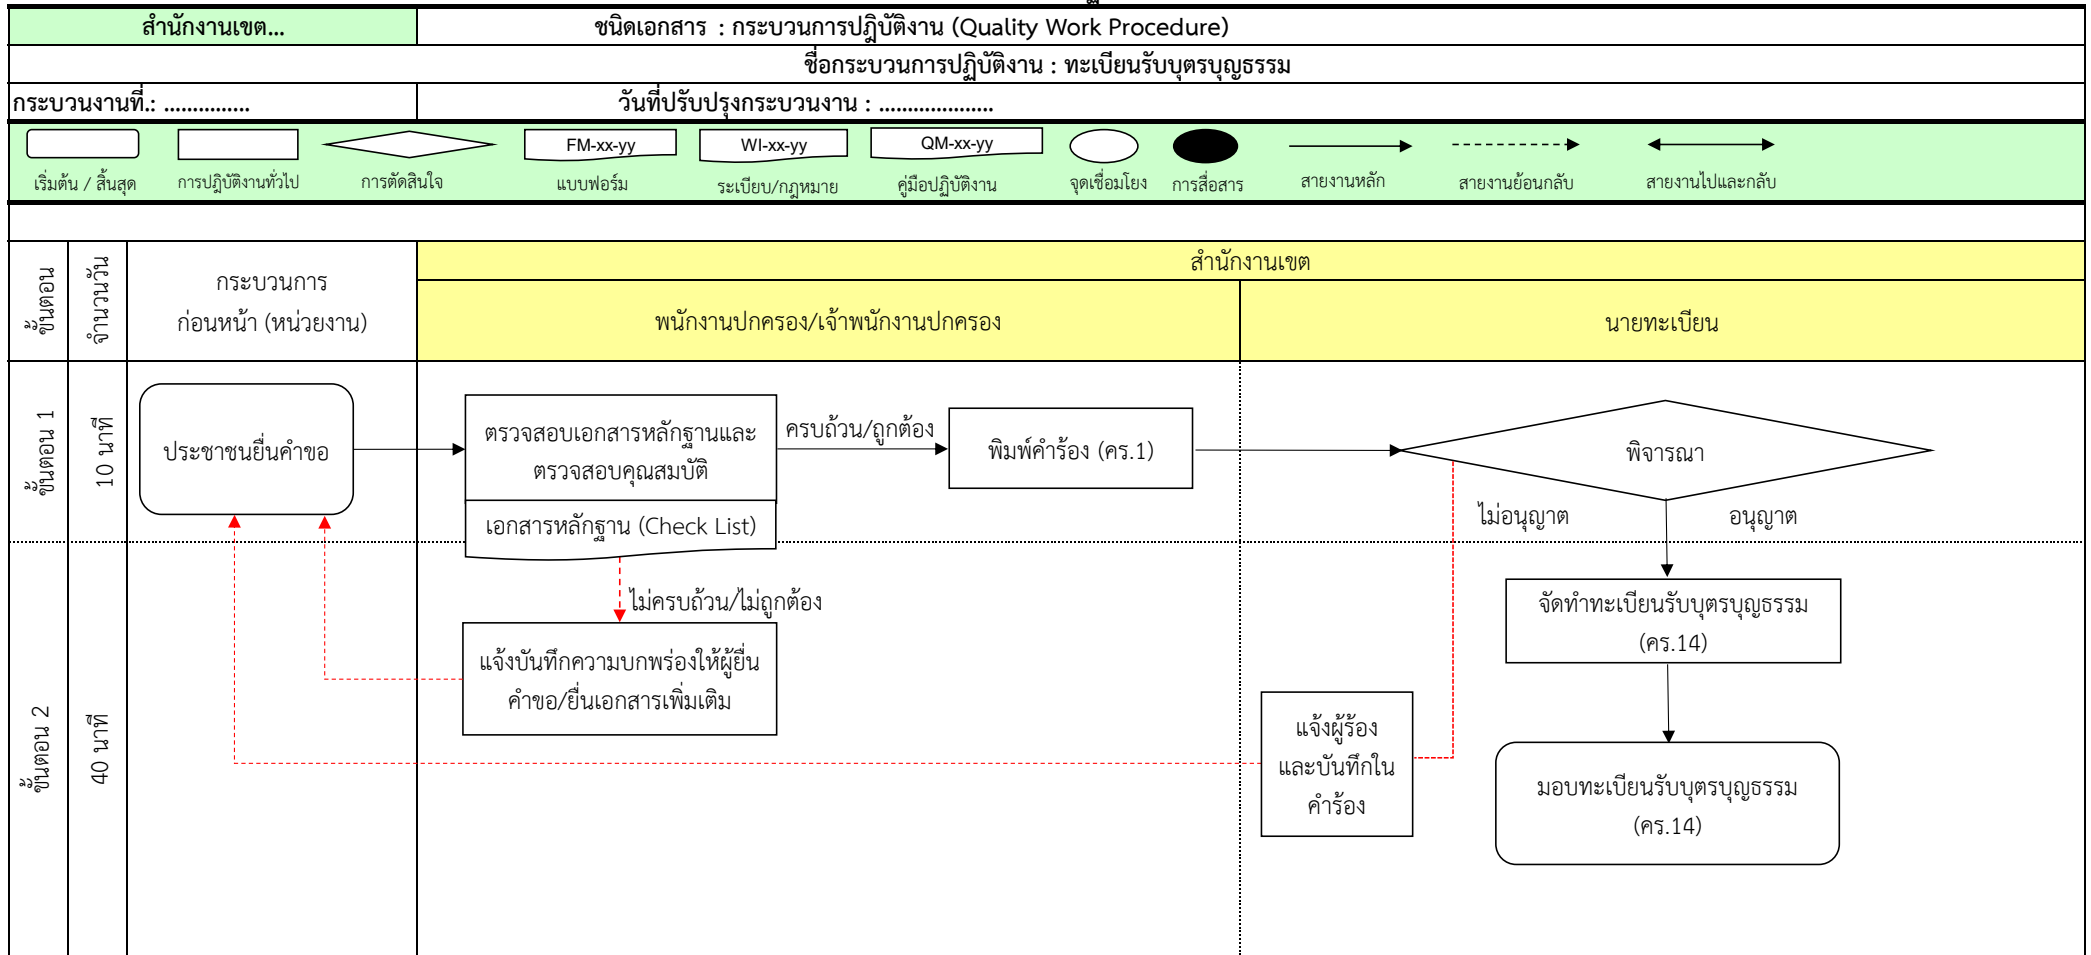 สำนักงานเขต...
ชนิดเอกสาร : กระบวนการปฏิบัติงาน (Quality Work Procedure)
ชื่อกระบวนการปฏิบัติงาน : ทะเบียนรับบุตรบุญธรรม
กระบวนงานที่.: ...............
วันที่ปรับปรุงกระบวนงาน : ....................
FM-xx-yy
WI-xx-yy
QM-xx-yy
เริ่มต้น / สิ้นสุด
การปฏิบัติงานทั่วไป
การตัดสินใจ
แบบฟอร์ม
ระเบียบ/กฎหมาย
คู่มือปฏิบัติงาน
จุดเชื่อมโยง
การสื่อสาร
สายงานหลัก
สายงานย้อนกลับ
สายงานไปและกลับ
ขั้นตอน
จำนวนวัน
กระบวนการ
ก่อนหน้า (หน่วยงาน)
สำนักงานเขต
พนักงานปกครอง/เจ้าพนักงานปกครอง
นายทะเบียน
ขั้นตอน 1
10 นาที
ประชาชนยื่นคำขอ
ตรวจสอบเอกสารหลักฐานและ
ตรวจสอบคุณสมบัติ
เอกสารหลักฐาน (Check List)
ครบถ้วน/ถูกต้อง
พิมพ์คำร้อง (คร.1)
พิจารณา
ไม่อนุญาต
อนุญาต
ขั้นตอน 2
40 นาที
ไม่ครบถ้วน/ไม่ถูกต้อง
แจ้งบันทึกความบกพร่องให้ผู้ยื่น
คำขอ/ยื่นเอกสารเพิ่มเติม
จัดทำทะเบียนรับบุตรบุญธรรม
(คร.14)
แจ้งผู้ร้อง
และบันทึกใน
คำร้อง
มอบทะเบียนรับบุตรบุญธรรม
(คร.14)